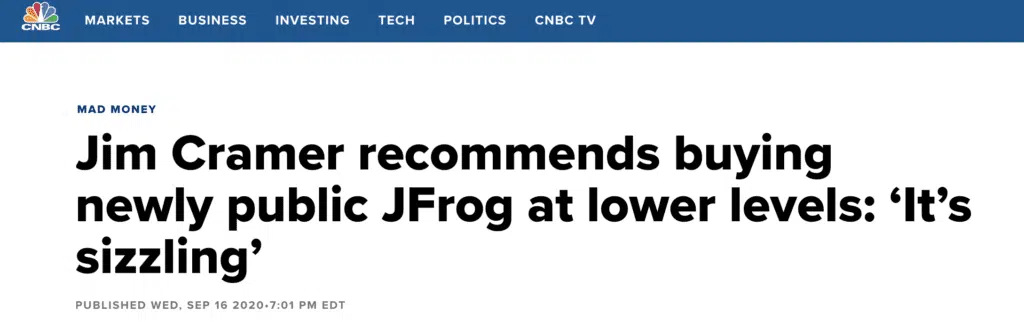 CNBC MARKETS BUSINESS INVESTING TECH POLITICS CNBC TV
MAD MONEY
Jim Cramer recommends buying
newly public JFrog at lower levels: ‘It’s
sizzling’
PUBLISHED WED, SEP 16 2020•7:01 PM EDT